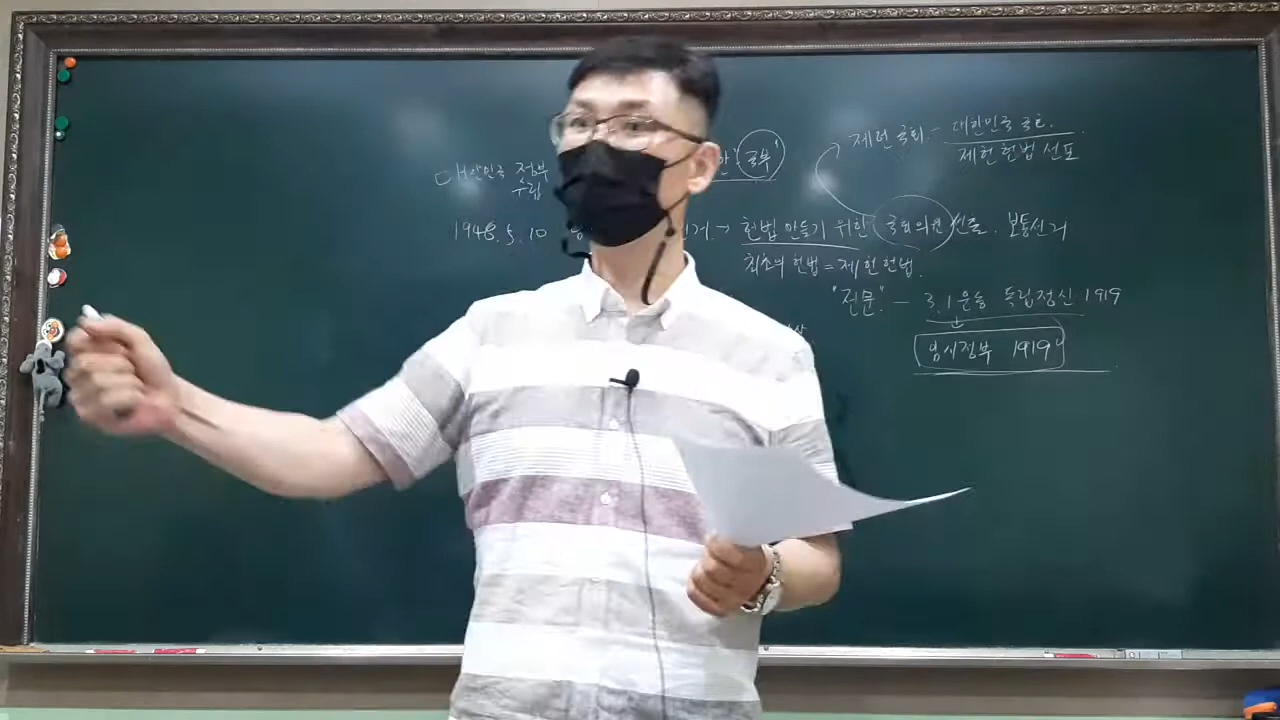 제헌국회 - 대한민국 국호.
제헌헌법 선포
대한민국 정부 수립
"국부"
1948. 5. 10
→ 헌법 만들기 위한 국회의원 선출. 보통선거
최초의 헌법 = 제헌헌법.
"전문" - 3.1운동 독립정신 1919
임시정부 1919